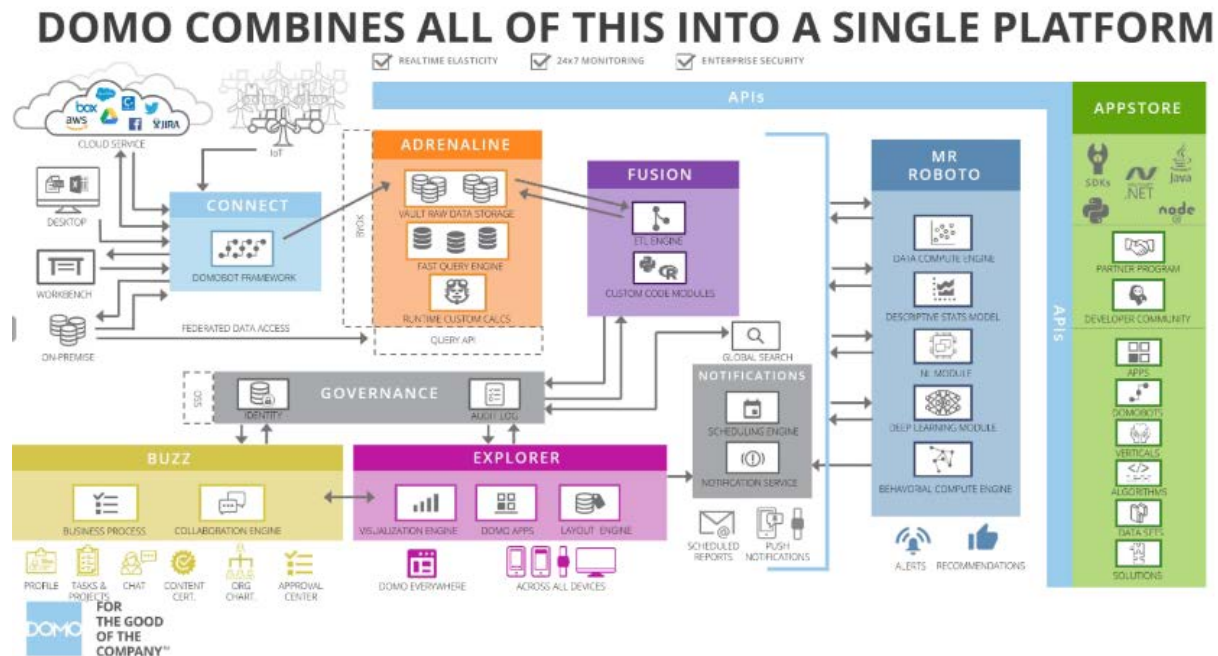 DOMO COMBINES ALL OF THIS INTO A SINGLE PLATFORM
REALTIME ELASTICITY
24x7 MONITORING
ENTERPRISE SECURITY
box
aws
JIRA
CLOUD SERVICE
IoT
DESKTOP
WORKBENCH
ON-PREMISE
CONNECT
DOMOBOT FRAMEWORK
FEDERATED DATA ACCESS
BYOK
ADRENALINE
VAULT RAW DATA STORAGE
FAST QUERY ENGINE
RUNTIME CUSTOM CALCS
QUERY API
FUSION
ETL ENGINE
R
CUSTOM CODE MODULES
APIs
APIs
MR
ROBOTO
DATA COMPUTE ENGINE
DESCRIPTIVE STATS MODEL
NL MODULE
DEEP LEARNING MODULE
BEHAVORIAL COMPUTE ENGINE
ALERTS
RECOMMENDATIONS
APPSTORE
SDKs
.NET
Java
node
PARTNER PROGRAM
DEVELOPER COMMUNITY
APPS
DOMOBOTS
VERTICALS
ALGORITHMS
DATA SETS
SOLUTIONS
GLOBAL SEARCH
SSO
GOVERNANCE
IDENTITY
AUDIT LOG
NOTIFICATIONS
SCHEDULING ENGINE
NOTIFICATION SERVICE
SCHEDULED
REPORTS
PUSH
NOTIFICATIONS
BUZZ
BUSINESS PROCESS
COLLABORATION ENGINE
PROFILE
TASKS &
PROJECTS
CHAT
CONTENT
CERT.
ORG
CHART.
APPROVAL
CENTER
EXPLORER
VISUALIZATION ENGINE
DOMO APPS
LAYOUT ENGINE
DOMO EVERYWHERE
ACROSS ALL DEVICES
DOMO
FOR
THE GOOD
OF THE
COMPANY™